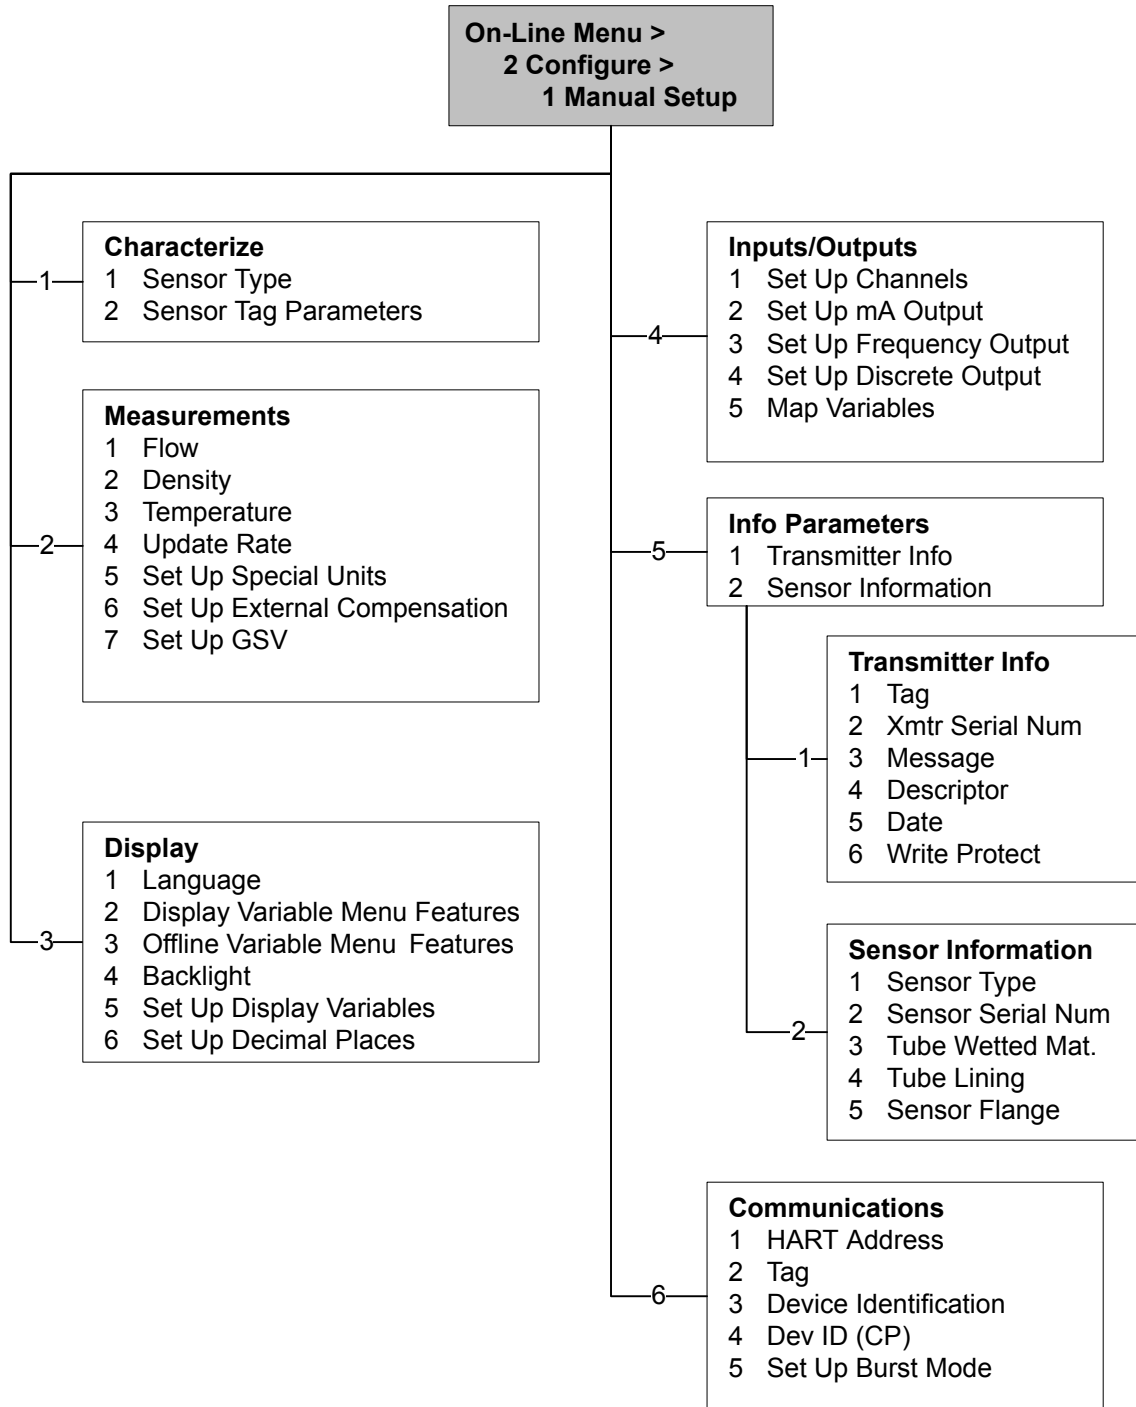 On-Line Menu >
2 Configure >
1 Manual Setup
1
Characterize
1 Sensor Type
2 Sensor Tag Parameters
2
Measurements
1 Flow
2 Density
3 Temperature
4 Update Rate
5 Set Up Special Units
6 Set Up External Compensation
7 Set Up GSV
3
Display
1 Language
2 Display Variable Menu Features
3 Offline Variable Menu Features
4 Backlight
5 Set Up Display Variables
6 Set Up Decimal Places
4
Inputs/Outputs
1 Set Up Channels
2 Set Up mA Output
3 Set Up Frequency Output
4 Set Up Discrete Output
5 Map Variables
5
Info Parameters
1 Transmitter Info
2 Sensor Information
1
Transmitter Info
1 Tag
2 Xmtr Serial Num
3 Message
4 Descriptor
5 Date
6 Write Protect
2
Sensor Information
1 Sensor Type
2 Sensor Serial Num
3 Tube Wetted Mat.
4 Tube Lining
5 Sensor Flange
6
Communications
1 HART Address
2 Tag
3 Device Identification
4 Dev ID (CP)
5 Set Up Burst Mode